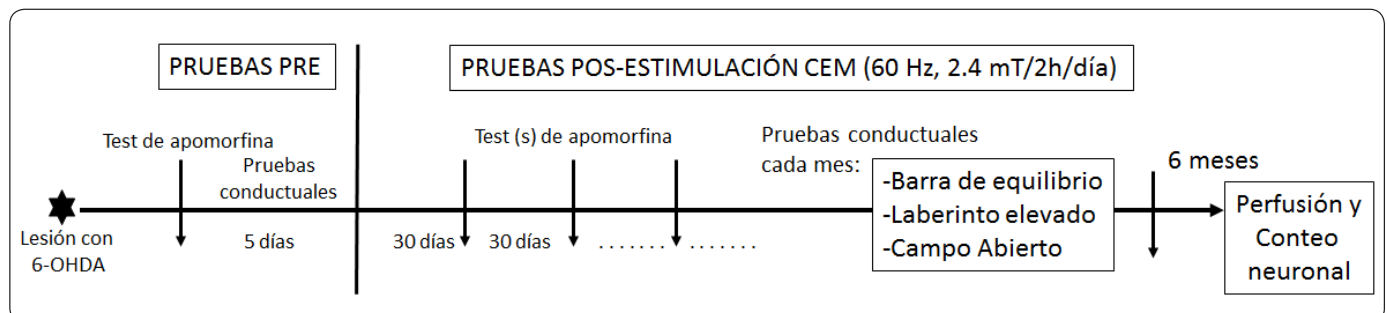 PRUEBAS PRE
PRUEBAS POS-ESTIMULACIÓN CEM (60 Hz, 2.4 mT/2h/día)
Test de apomorfina
Pruebas
conductuales
Test (s) de apomorfina
Pruebas conductuales
cada mes:
-Barra de equilibrio
-Laberinto elevado
-Campo Abierto
6 meses
Perfusión y
Conteo
neuronal
Lesión con
6-OHDA
5 días
30 días
30 días
. . . . . . .
. . . . . . .